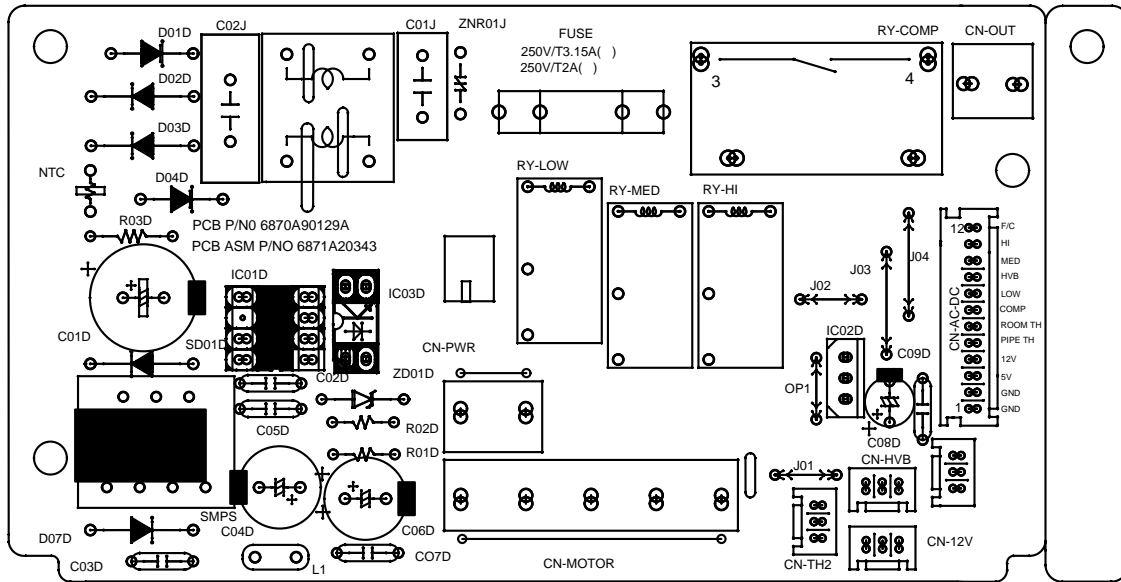 D01D
C02J
C01J
ZNR01J
FUSE
250V/T3.15A( )
250V/T2A( )
RY-COMP
CN-OUT
3
4
D02D
D03D
NTC
D04D
RY-LOW
RY-MED
RY-HI
PCB P/N0 6870A90129A
PCB ASM P/NO 6871A20343
R03D
IC01D
IC03D
C01D
SD01D
C02D
ZD01D
CN-PWR
C05D
R02D
R01D
SMPS
C04D
C06D
CO7D
D07D
C03D
L1
CN-MOTOR
J01
J02
J03
J04
IC02D
OP1
C09D
C08D
CN-HVB
CN-TH2
CN-12V
CN-AC-DC
12
1
F/C
HI
MED
HVB
LOW
COMP
ROOM TH
PIPE TH
12V
5V
GND
GND